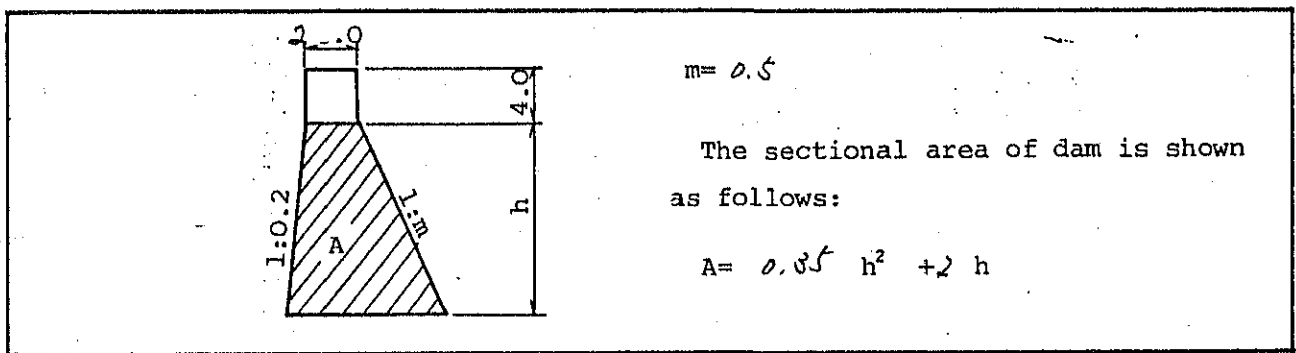 2.0
4.0
m= 0.5
The sectional area of dam is shown
as follows:
1:0.2
A
1:m
h
A= 0.35 h² +2 h